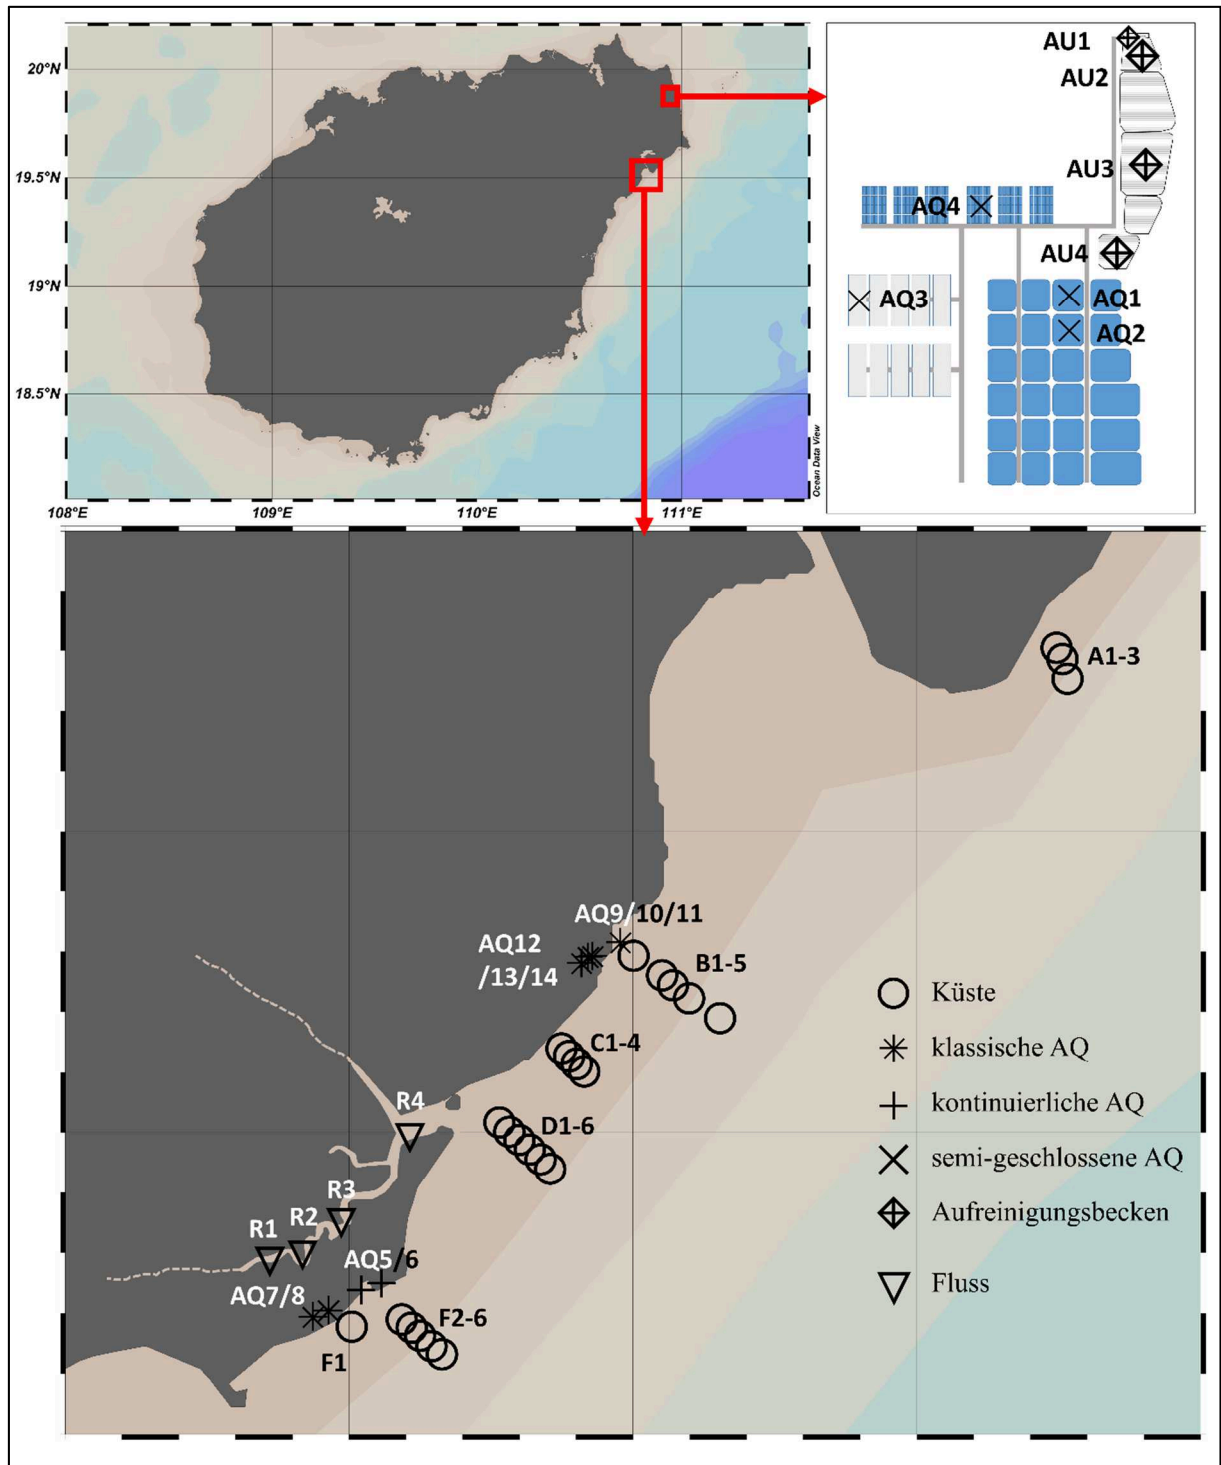 20°N
19.5°N
19°N
18.5°N
108°E
109°E
110°E
111°E
Ocean Data View
AU1
AU2
AU3
AQ4
AU4
AQ3
AQ1
AQ2
A1-3
AQ9/10/11
AQ12
/13/14
B1-5
C1-4
R4
D1-6
R3
R2
R1
AQ5/6
AQ7/8
F2-6
F1
Küste
klassische AQ
kontinuierliche AQ
semi-geschlossene AQ
Aufreinigungsbecken
Fluss